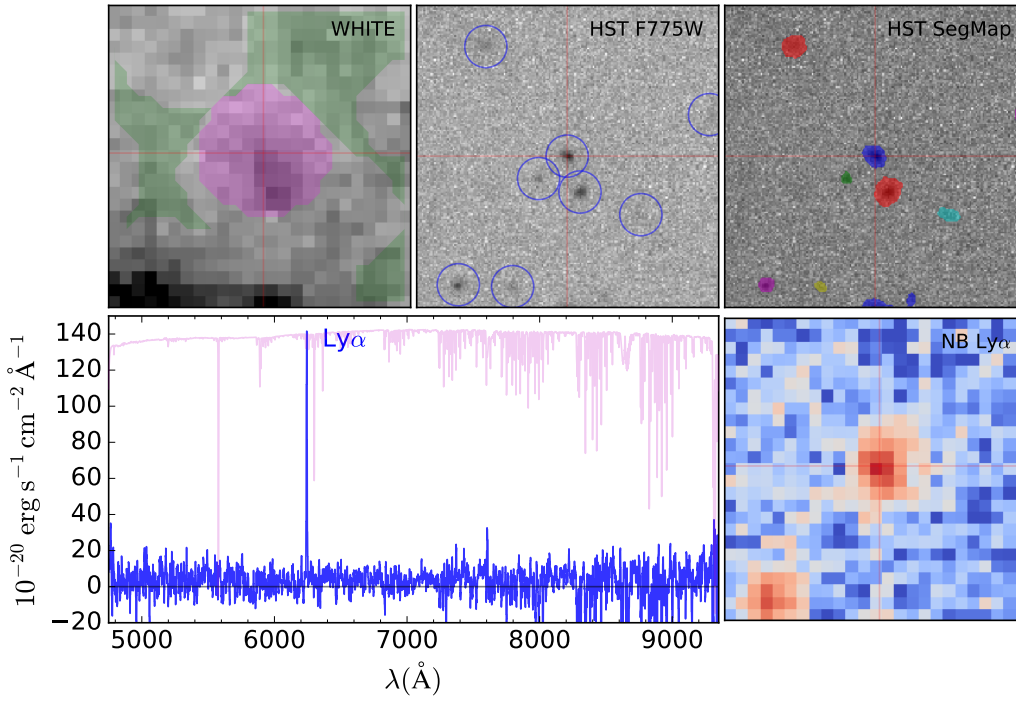 WHITE
HST F775W
HST SegMap
140
120
100
80
60
40
20
0
−20
10⁻²⁰ erg s⁻¹ cm⁻² Å⁻¹
Lyα
5000 6000 7000 8000 9000
λ(Å)
NB Lyα